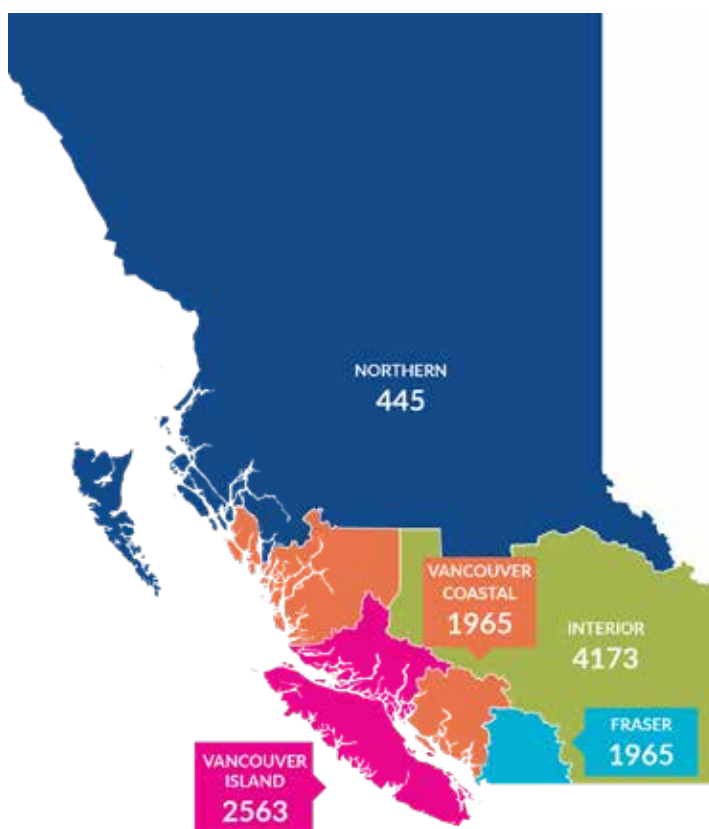 NORTHERN
445
VANCOUVER
COASTAL
1965
INTERIOR
4173
FRASER
1965
VANCOUVER
ISLAND
2563